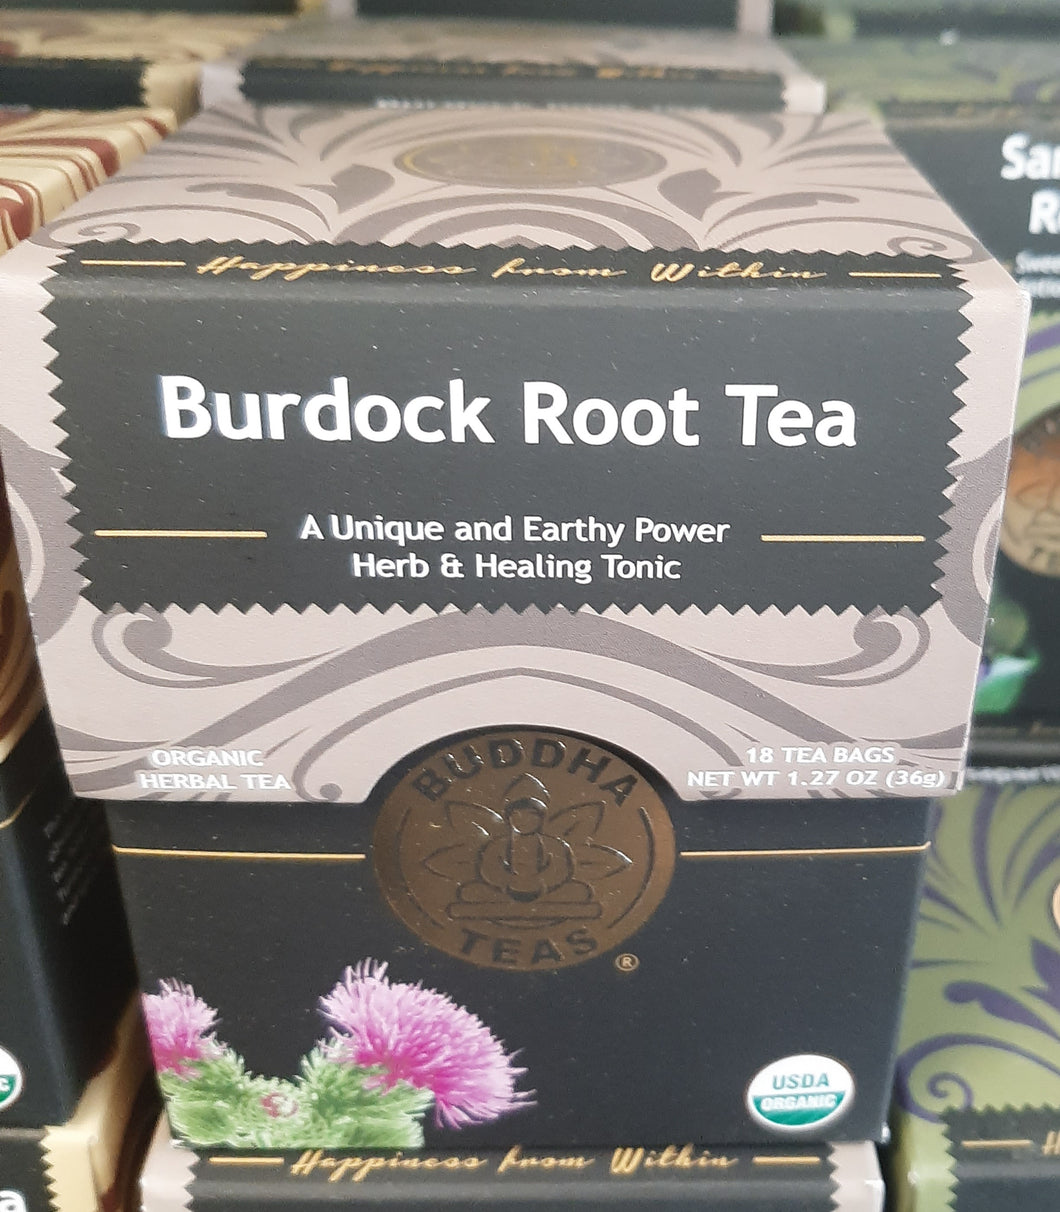 Happiness from Within
Burdock Root Tea
A Unique and Earthy Power
Herb & Healing Tonic
ORGANIC
HERBAL TEA
18 TEA BAGS
NET WT 1.27 OZ (36g)
BUDDHA
TEAS
®
USDA
ORGANIC
Happiness from Within